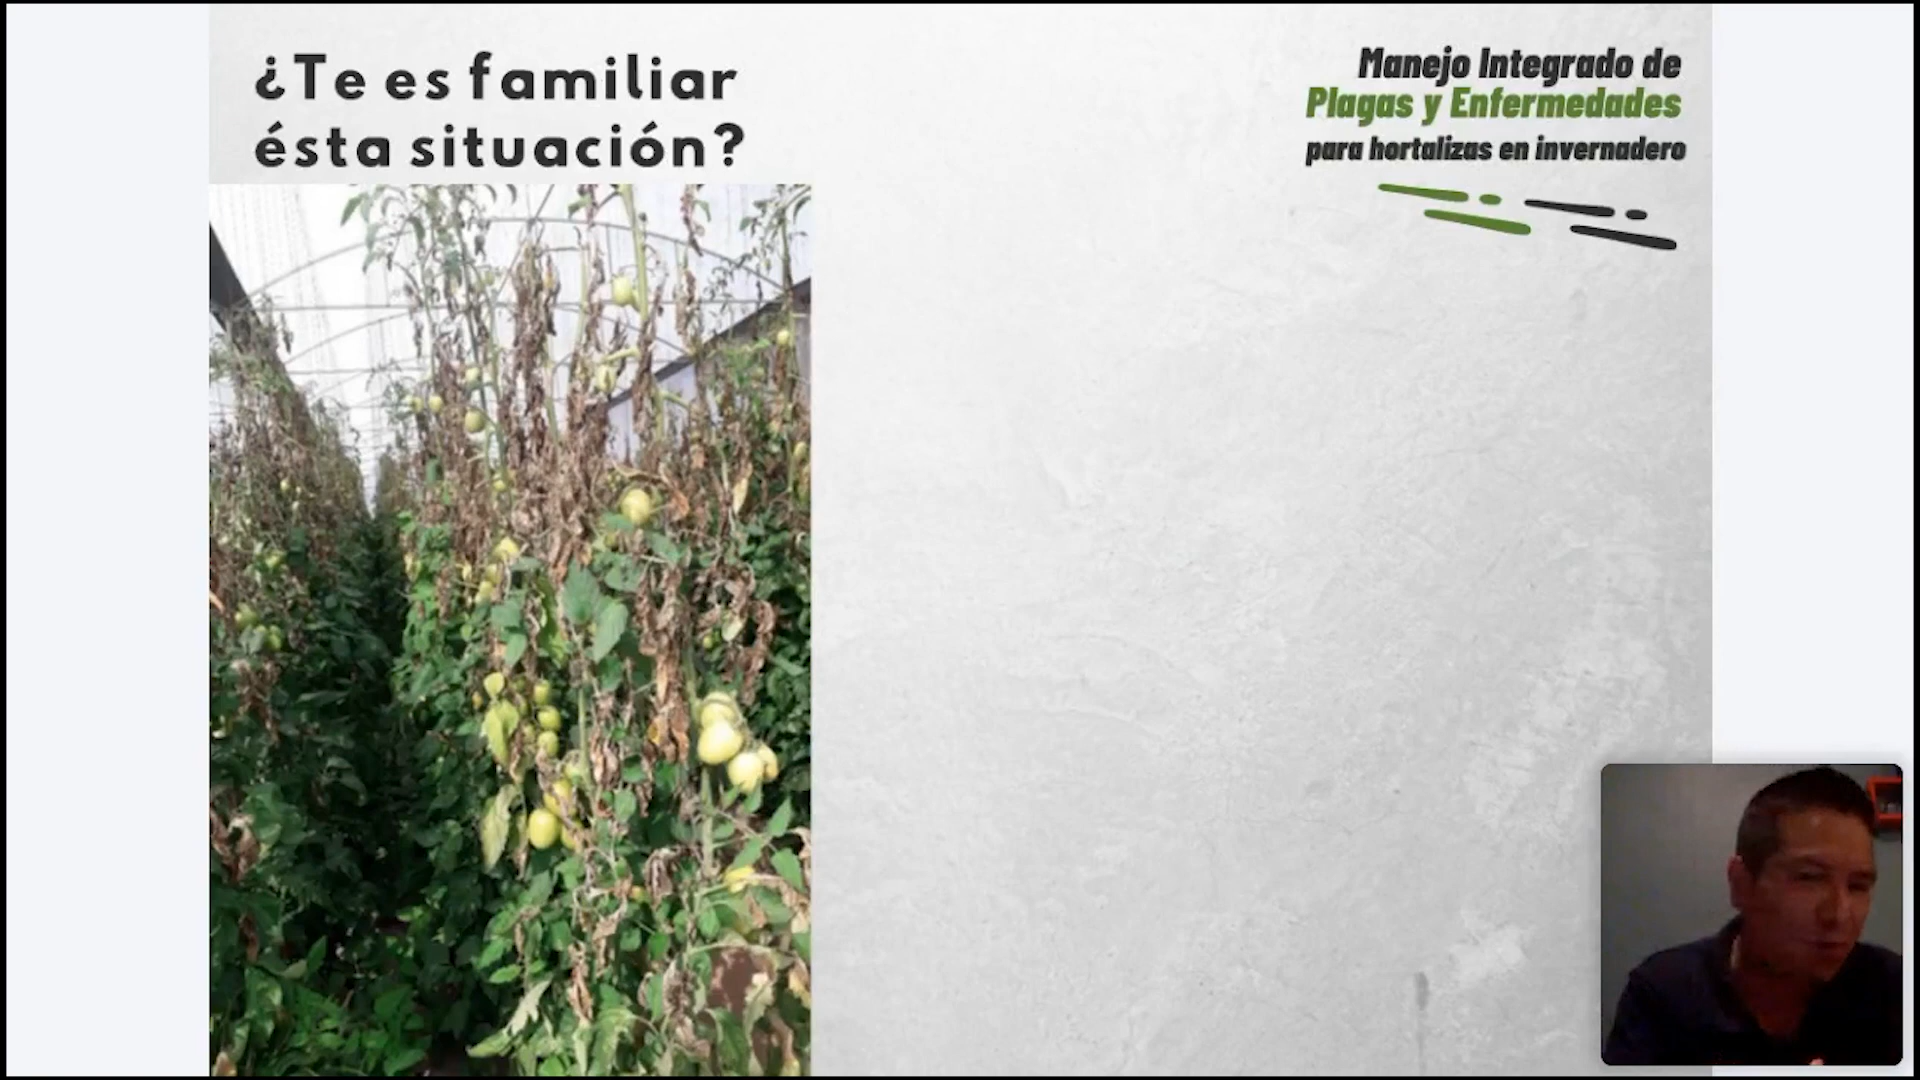 ¿Te es familiar
ésta situación?
Manejo Integrado de
Plagas y Enfermedades
para hortalizas en invernadero